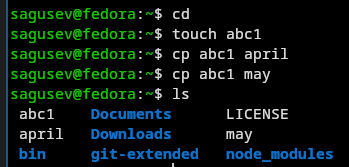 sagusev@fedora:~$ cd
sagusev@fedora:~$ touch abc1
sagusev@fedora:~$ cp abc1 april
sagusev@fedora:~$ cp abc1 may
sagusev@fedora:~$ ls
abc1 Documents LICENSE
april Downloads may
bin git-extended node_modules